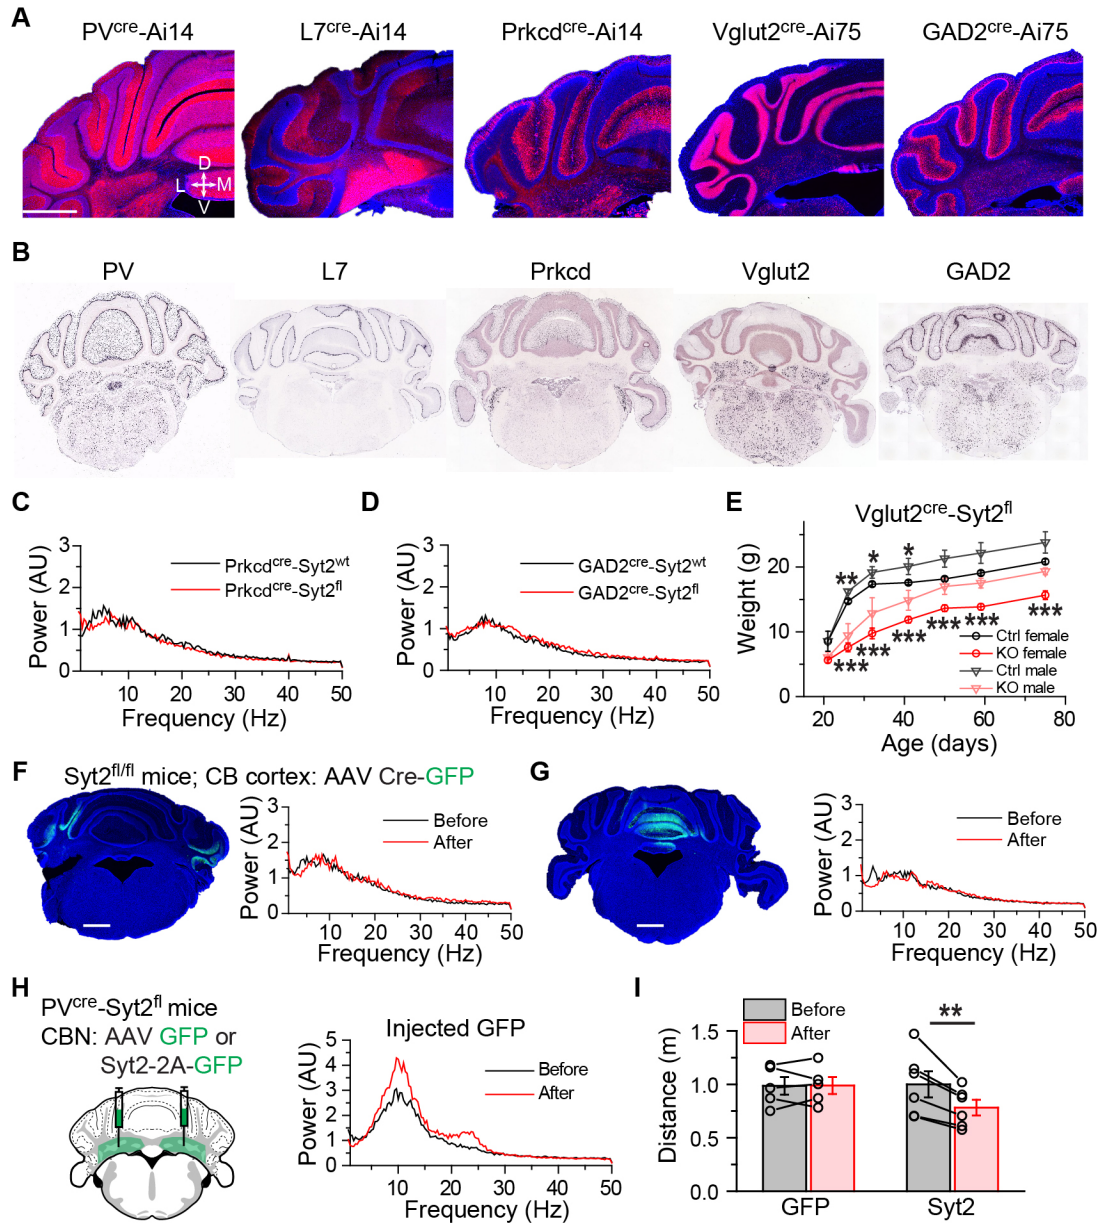 A
PVcre-Ai14 L7cre-Ai14 Prkcdcre-Ai14 Vglut2cre-Ai75 GAD2cre-Ai75
D
L M
V
B
PV L7 Prkcd Vglut2 GAD2
C
3
2
1
0
Power (AU)
Prkcdcre-Syt2wt
Prkcdcre-Syt2fl
10 20 30 40 50
Frequency (Hz)
D
3
2
1
0
Power (AU)
GAD2cre-Syt2wt
GAD2cre-Syt2fl
10 20 30 40 50
Frequency (Hz)
E
Vglut2cre-Syt2fl
20
10
0
Weight (g)
** * *
*** *** *** *** *** ***
Ctrl female
KO female
Ctrl male
KO male
20 40 60 80
Age (days)
F
Syt2fl/fl mice; CB cortex: AAV Cre-GFP
3
2
1
0
Power (AU)
Before
After
10 20 30 40 50
Frequency (Hz)
G
3
2
1
0
Power (AU)
Before
After
10 20 30 40 50
Frequency (Hz)
H
PVcre-Syt2fl mice
CBN: AAV GFP or
Syt2-2A-GFP
Injected GFP
5
4
3
2
1
0
Power (AU)
Before
After
10 20 30 40 50
Frequency (Hz)
I
Before
After
**
1.5
1.0
0.5
0.0
Distance (m)
GFP Syt2